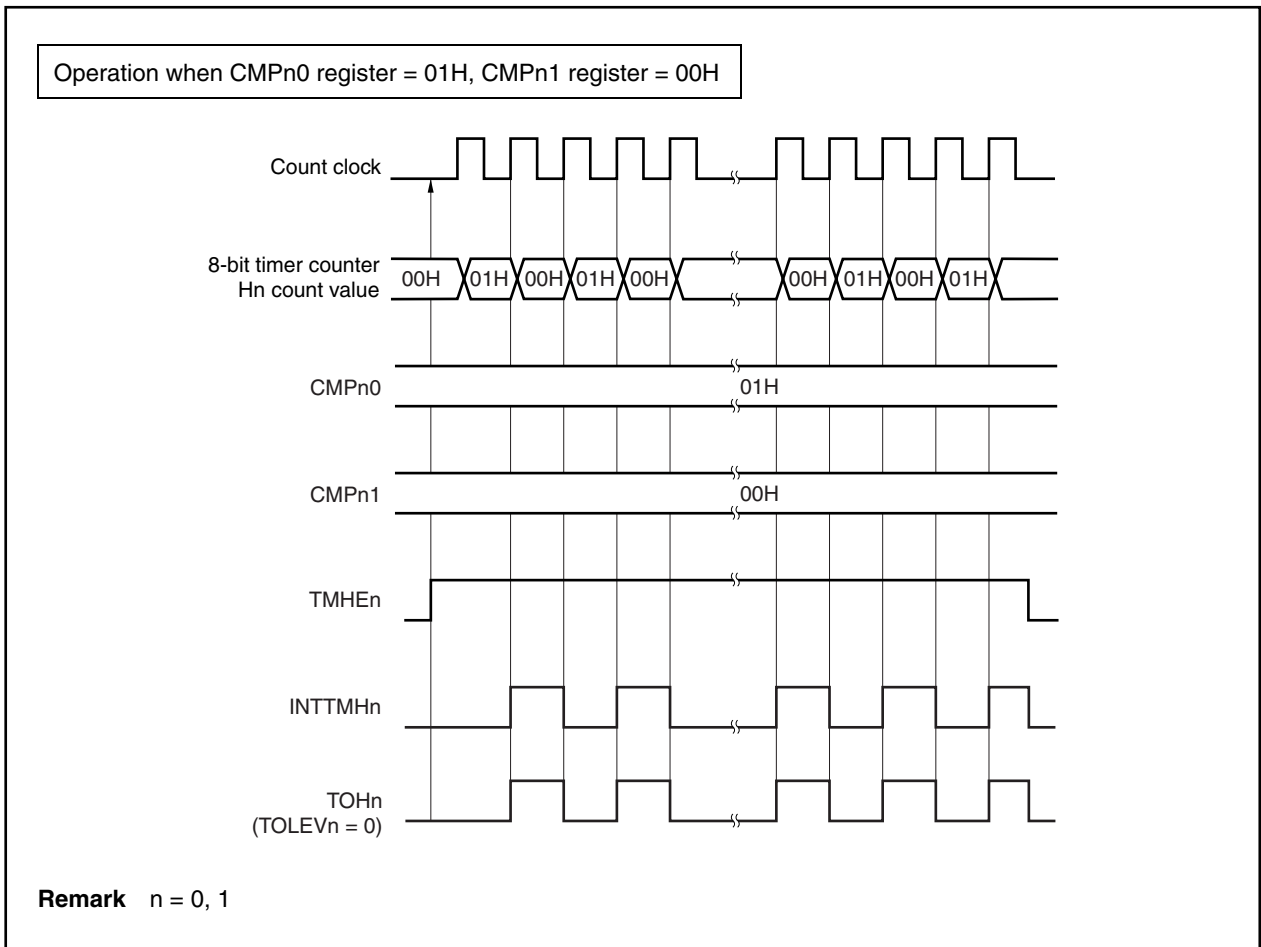 Operation when CMPn0 register = 01H, CMPn1 register = 00H
Count clock
8-bit timer counter
Hn count value
00H 01H 00H 01H 00H 00H 01H 00H 01H
CMPn0
01H
CMPn1
00H
TMHEn
INTTMHn
TOHn
(TOLEVn = 0)
Remark n = 0, 1